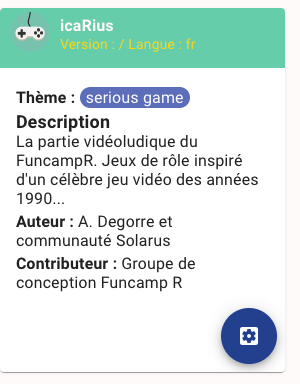 icaRius
Version : / Langue : fr
Thème : serious game
Description
La partie vidéoludique du
FuncampR. Jeux de rôle inspiré
d'un célèbre jeu vidéo des années
1990...
Auteur : A. Degorre et
communauté Solarus
Contributeur : Groupe de
conception Funcamp R